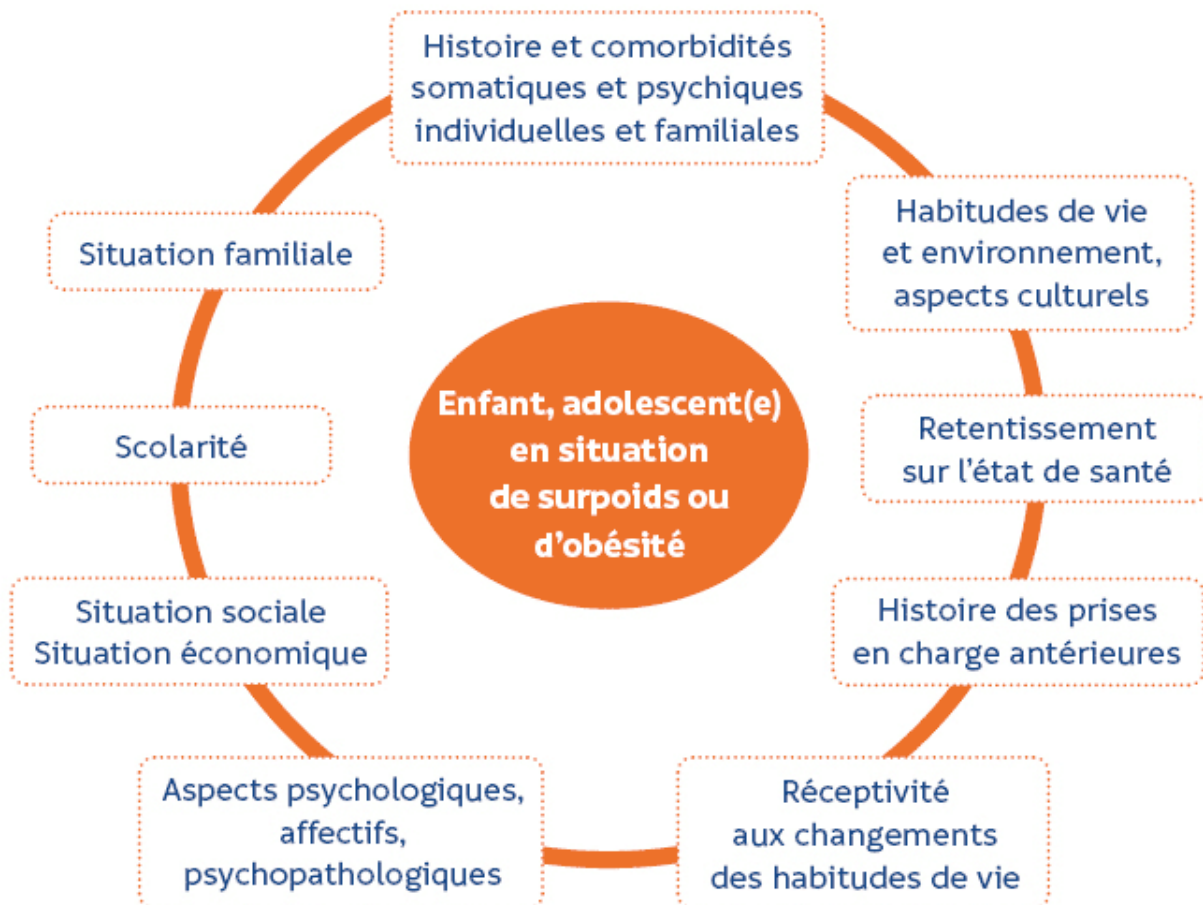 Histoire et comorbidités
somatiques et psychiques
individuelles et familiales
Habitudes de vie
et environnement,
aspects culturels
Retentissement
sur l'état de santé
Histoire des prises
en charge antérieures
Réceptivité
aux changements
des habitudes de vie
Aspects psychologiques,
affectifs,
psychopathologiques
Situation sociale
Situation économique
Scolarité
Situation familiale
Enfant, adolescent(e)
en situation
de surpoids ou
d'obésité